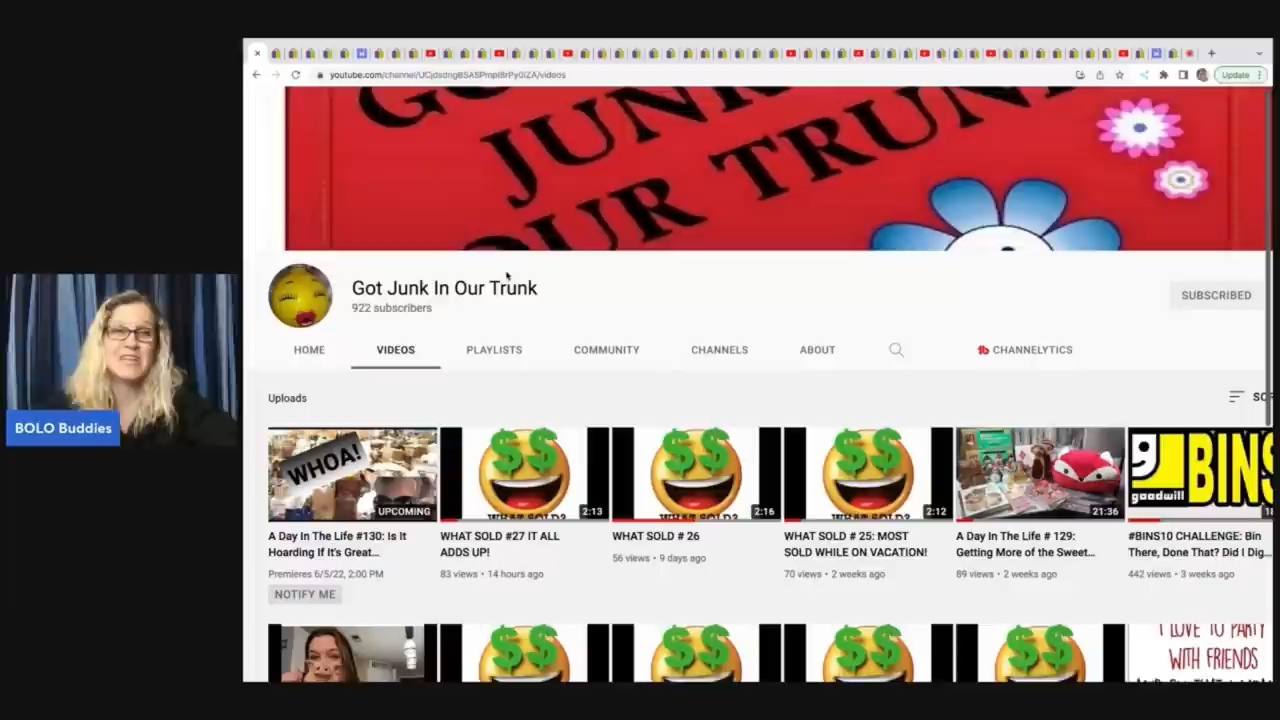 Update
GO
JUNK
OUR TRUN
Got Junk In Our Trunk
922 subscribers
SUBSCRIBED
HOME
VIDEOS
PLAYLISTS
COMMUNITY
CHANNELS
ABOUT
CHANNELYTICS
Uploads
BOLO Buddies
WHOA!
UPCOMING
2:13
2:16
2:12
21:36
goodwill
BINS
A Day In The Life #130: Is It
Hoarding If It's Great...
Premieres 6/5/22, 2:00 PM
NOTIFY ME
WHAT SOLD #27 IT ALL
ADDS UP!
83 views • 14 hours ago
WHAT SOLD # 26
56 views • 9 days ago
WHAT SOLD # 25: MOST
SOLD WHILE ON VACATION!
70 views • 2 weeks ago
A Day In The Life # 129:
Getting More of the Sweet...
89 views • 2 weeks ago
#BINS10 CHALLENGE: Bin
There, Done That? Did I Dig...
442 views • 3 weeks ago
I LOVE TO PARTY
WITH FRIENDS